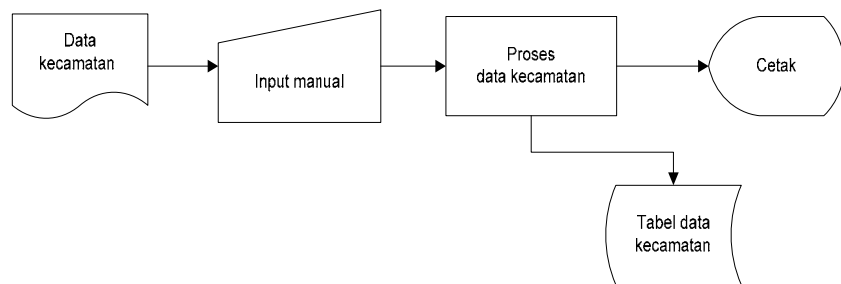 Data
kecamatan
Input manual
Proses
data kecamatan
Cetak
Tabel data
kecamatan